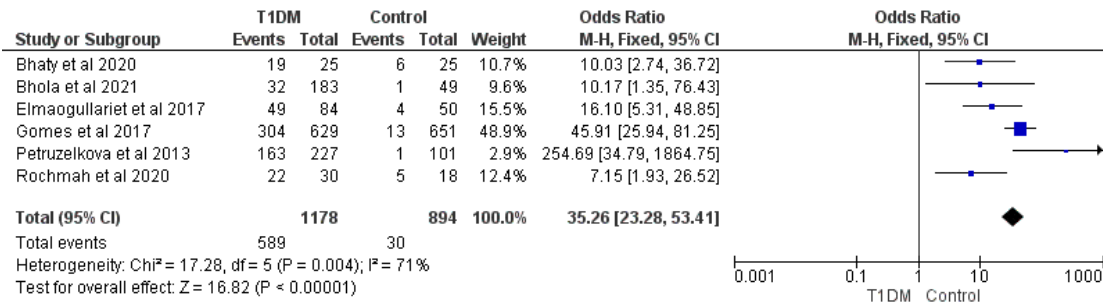 T1DM Control Odds Ratio Odds Ratio
Study or Subgroup Events Total Events Total Weight M-H, Fixed, 95% CI M-H, Fixed, 95% CI
Bhaty et al 2020 19 25 6 25 10.7% 10.03 [2.74, 36.72]
Bhola et al 2021 32 183 1 49 9.6% 10.17 [1.35, 76.43]
Elmaogullariet et al 2017 49 84 4 50 15.5% 16.10 [5.31, 48.85]
Gomes et al 2017 304 629 13 651 48.9% 45.91 [25.94, 81.25]
Petruzelkova et al 2013 163 227 1 101 2.9% 254.69 [34.79, 1864.75]
Rochmah et al 2020 22 30 5 18 12.4% 7.15 [1.93, 26.52]
Total (95% CI) 1178 894 100.0% 35.26 [23.28, 53.41]
Total events 589 30
Heterogeneity: Chi² = 17.28, df = 5 (P = 0.004); I² = 71%
Test for overall effect: Z = 16.82 (P < 0.00001)
0.001 0.1 1 10 1000
T1DM Control